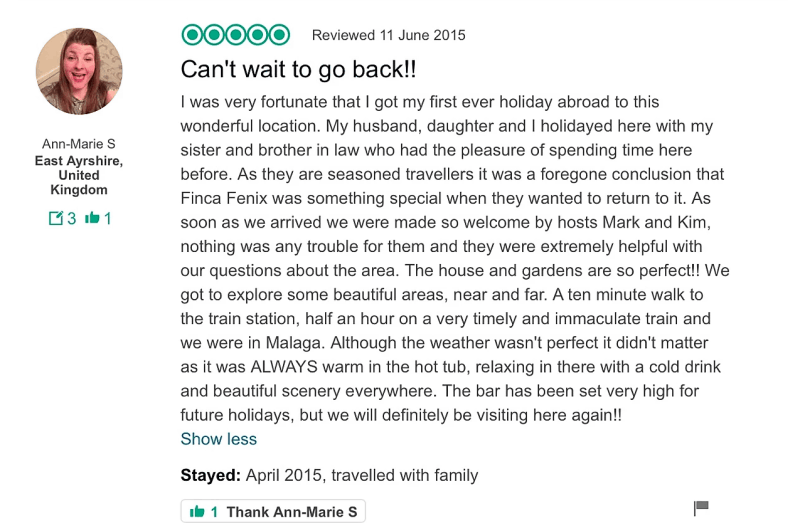 Reviewed 11 June 2015
Can't wait to go back!!
I was very fortunate that I got my first ever holiday abroad to this
wonderful location. My husband, daughter and I holidayed here with my
sister and brother in law who had the pleasure of spending time here
before. As they are seasoned travellers it was a foregone conclusion that
Finca Fenix was something special when they wanted to return to it. As
soon as we arrived we were made so welcome by hosts Mark and Kim,
nothing was any trouble for them and they were extremely helpful with
our questions about the area. The house and gardens are so perfect!! We
got to explore some beautiful areas, near and far. A ten minute walk to
the train station, half an hour on a very timely and immaculate train and
we were in Malaga. Although the weather wasn't perfect it didn't matter
as it was ALWAYS warm in the hot tub, relaxing in there with a cold drink
and beautiful scenery everywhere. The bar has been set very high for
future holidays, but we will definitely be visiting here again!!
Show less
Stayed: April 2015, travelled with family
1 Thank Ann-Marie S
Ann-Marie S
East Ayrshire,
United
Kingdom
3 1